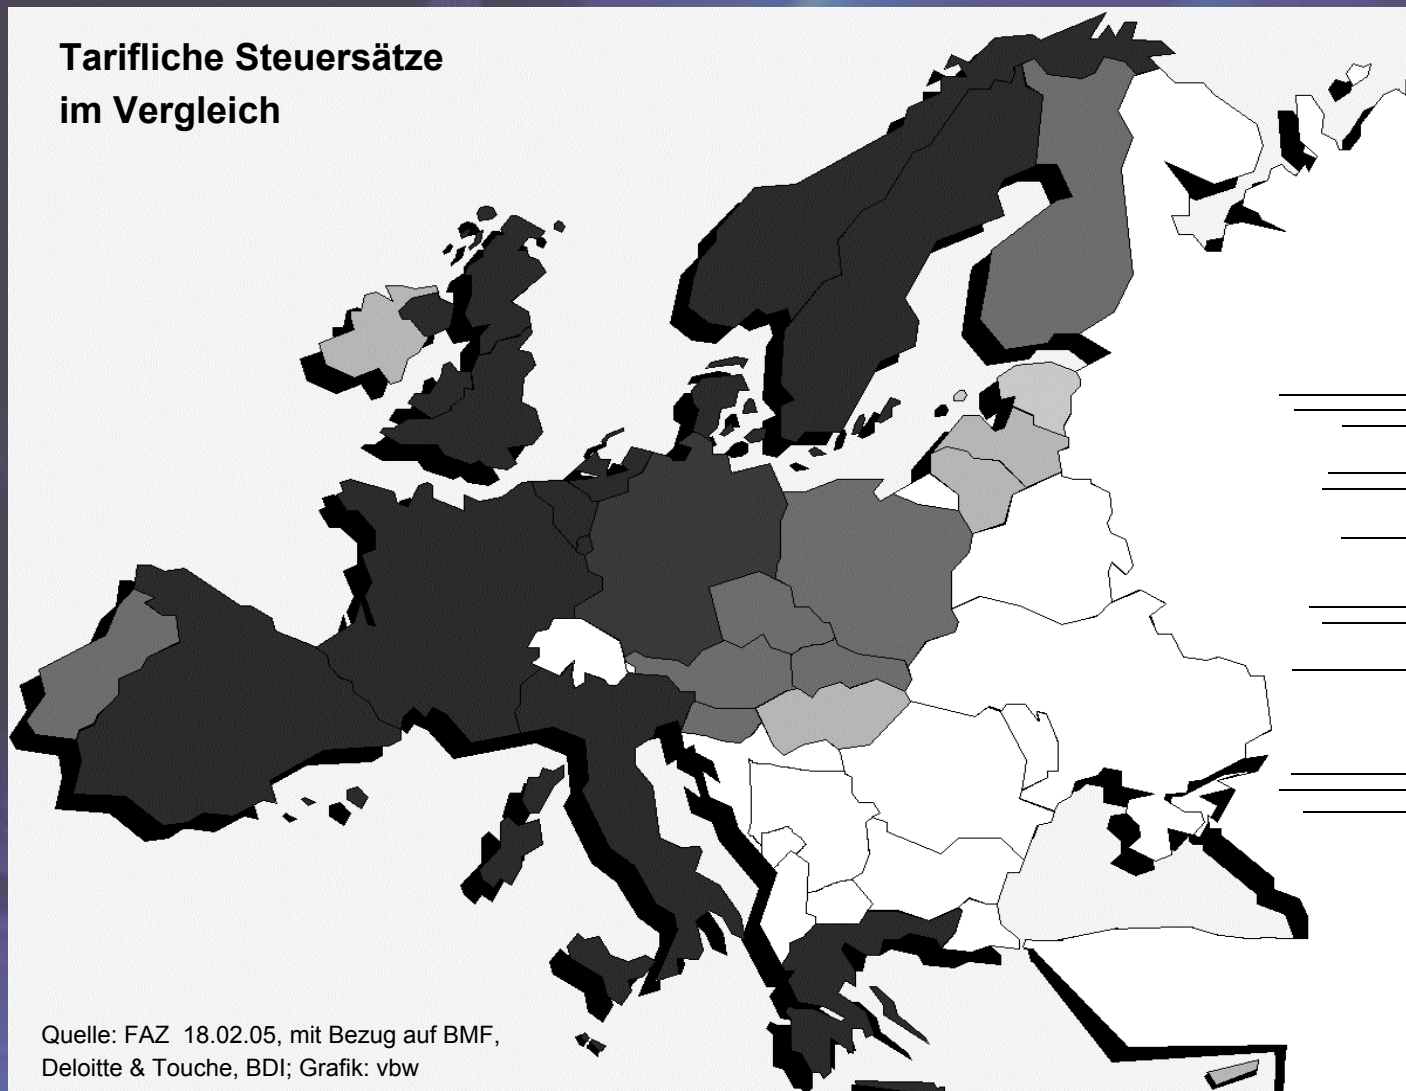 Tarifliche Steuersätze
im Vergleich
Quelle: FAZ 18.02.05, mit Bezug auf BMF,
Deloitte & Touche, BDI; Grafik: vbw